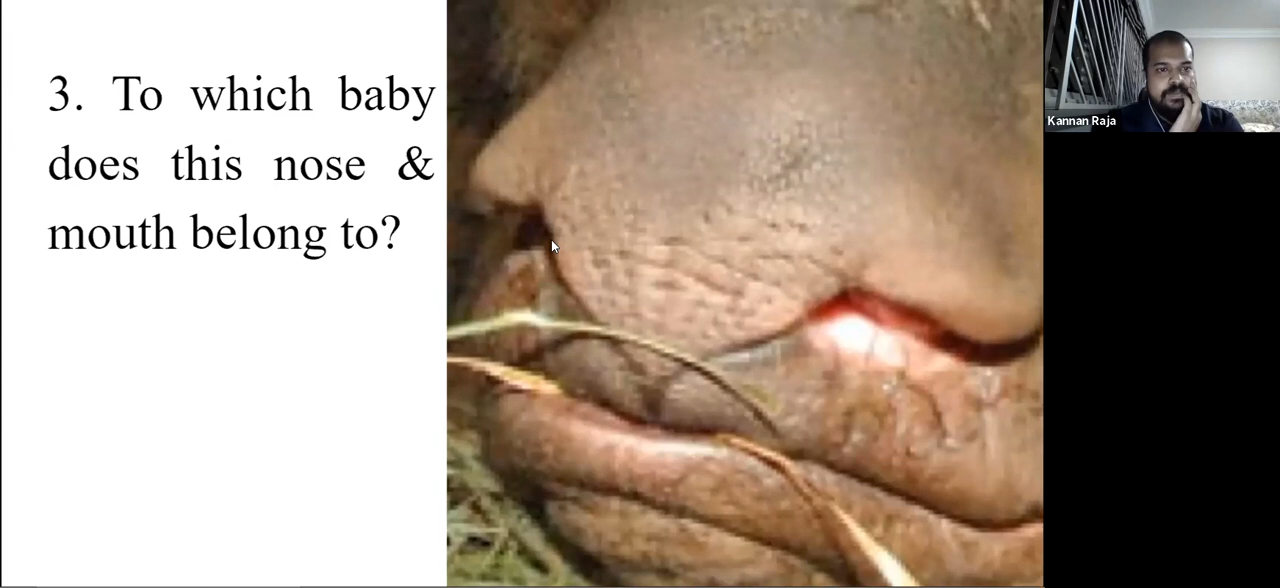 3. To which baby
does this nose &
mouth belong to?
Kannan Raja